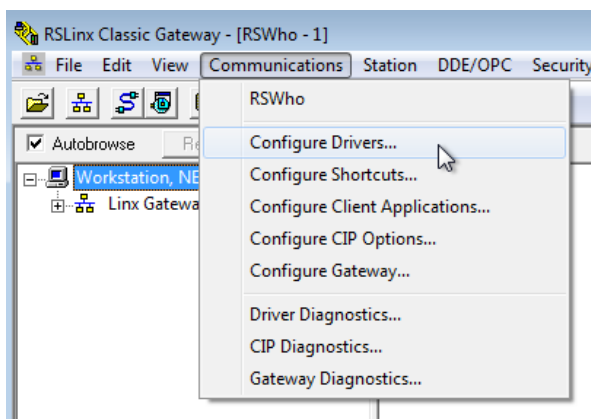 RSLinx Classic Gateway - [RSWho - 1]
File Edit View Communications Station DDE/OPC Security
RSWho
Autobrowse
Configure Drivers...
Workstation, NE
Configure Shortcuts...
Linx Gatewa
Configure Client Applications...
Configure CIP Options...
Configure Gateway...
Driver Diagnostics...
CIP Diagnostics...
Gateway Diagnostics...